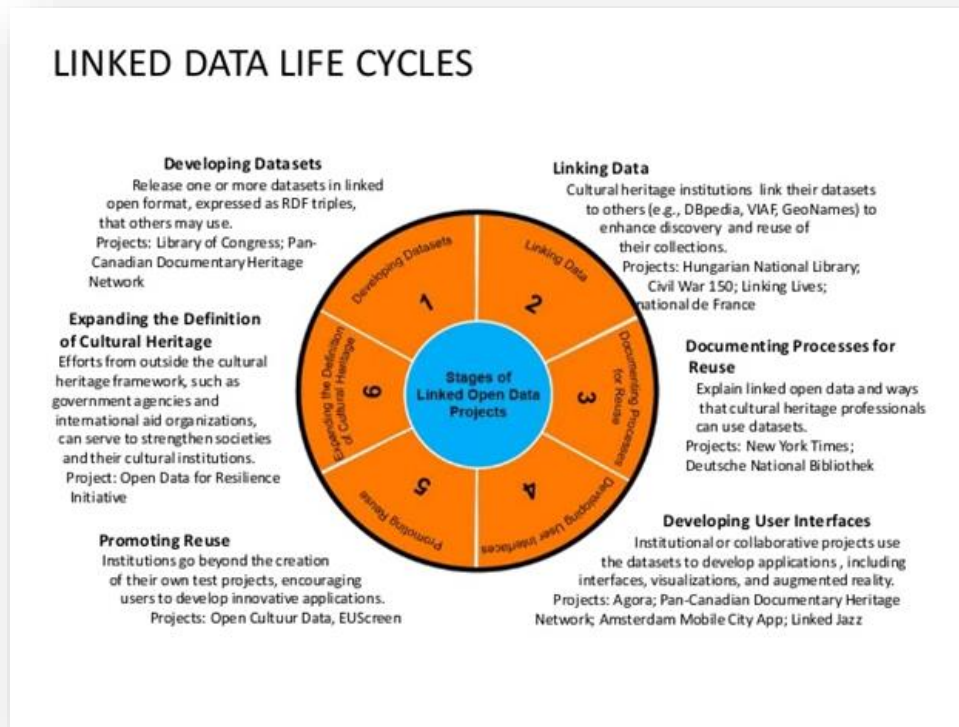 LINKED DATA LIFE CYCLES
Developing Datasets
Release one or more datasets in linked
open format, expressed as RDF triples,
that others may use.
Projects: Library of Congress; Pan-
Canadian Documentary Heritage
Network
Linking Data
Cultural heritage institutions link their datasets
to others (e.g., DBpedia, VIAF, GeoNames) to
enhance discovery and reuse of
their collections.
Projects: Hungarian National Library;
Civil War 150; Linking Lives;
national de France
Expanding the Definition
of Cultural Heritage
Efforts from outside the cultural
heritage framework, such as
government agencies and
international aid organizations,
can serve to strengthen societies
and their cultural institutions.
Project: Open Data for Resilience
Initiative
Documenting Processes for
Reuse
Explain linked open data and ways
that cultural heritage professionals
can use datasets.
Projects: New York Times;
Deutsche National Bibliothek
Promoting Reuse
Institutions go beyond the creation
of their own test projects, encouraging
users to develop innovative applications.
Projects: Open Cultuur Data, EUScreen
Developing User Interfaces
Institutional or collaborative projects use
the datasets to develop applications, including
interfaces, visualizations, and augmented reality.
Projects: Agora; Pan-Canadian Documentary Heritage
Network; Amsterdam Mobile City App; Linked Jazz
Stages of
Linked Open Data
Projects
Developing Datasets
1
Linking Data
2
Documenting Processes
for Reuse
3
Developing User Interfaces
4
Promoting Reuse
5
Expanding the Definition
of Cultural Heritage
6